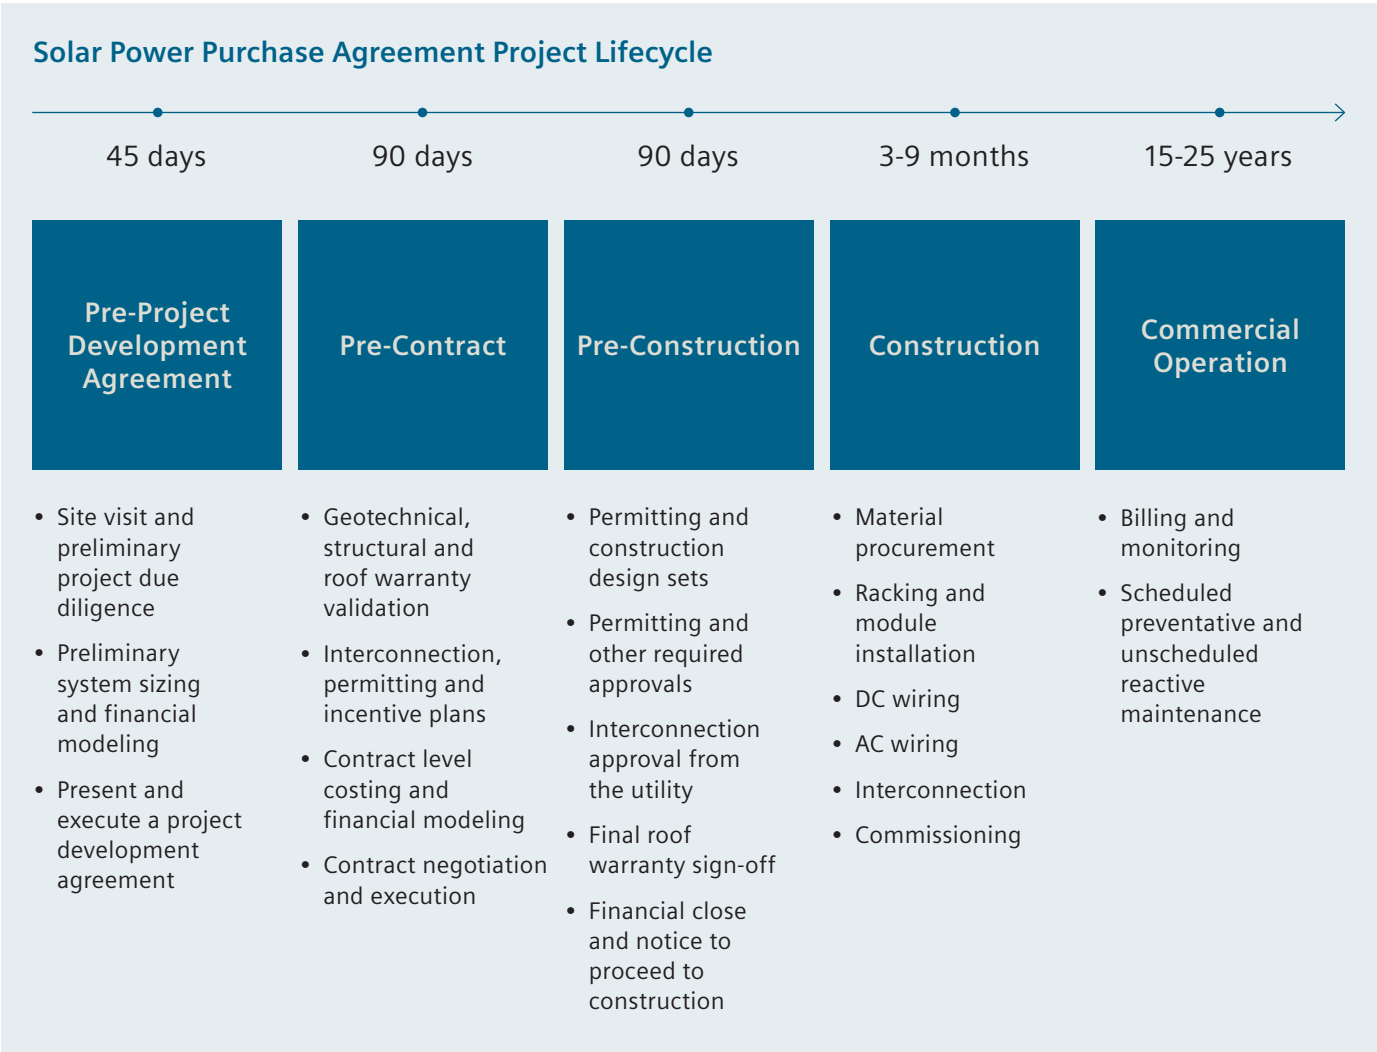 Solar Power Purchase Agreement Project Lifecycle
45 days
90 days
90 days
3-9 months
15-25 years
Pre-Project
Development
Agreement
Pre-Contract
Pre-Construction
Construction
Commercial
Operation
• Site visit and
preliminary
project due
diligence
• Preliminary
system sizing
and financial
modeling
• Present and
execute a project
development
agreement
• Geotechnical,
structural and
roof warranty
validation
• Interconnection,
permitting and
incentive plans
• Contract level
costing and
financial modeling
• Contract negotiation
and execution
• Permitting and
construction
design sets
• Permitting and
other required
approvals
• Interconnection
approval from
the utility
• Final roof
warranty sign-off
• Financial close
and notice to
proceed to
construction
• Material
procurement
• Racking and
module
installation
• DC wiring
• AC wiring
• Interconnection
• Commissioning
• Billing and
monitoring
• Scheduled
preventative and
unscheduled
reactive
maintenance